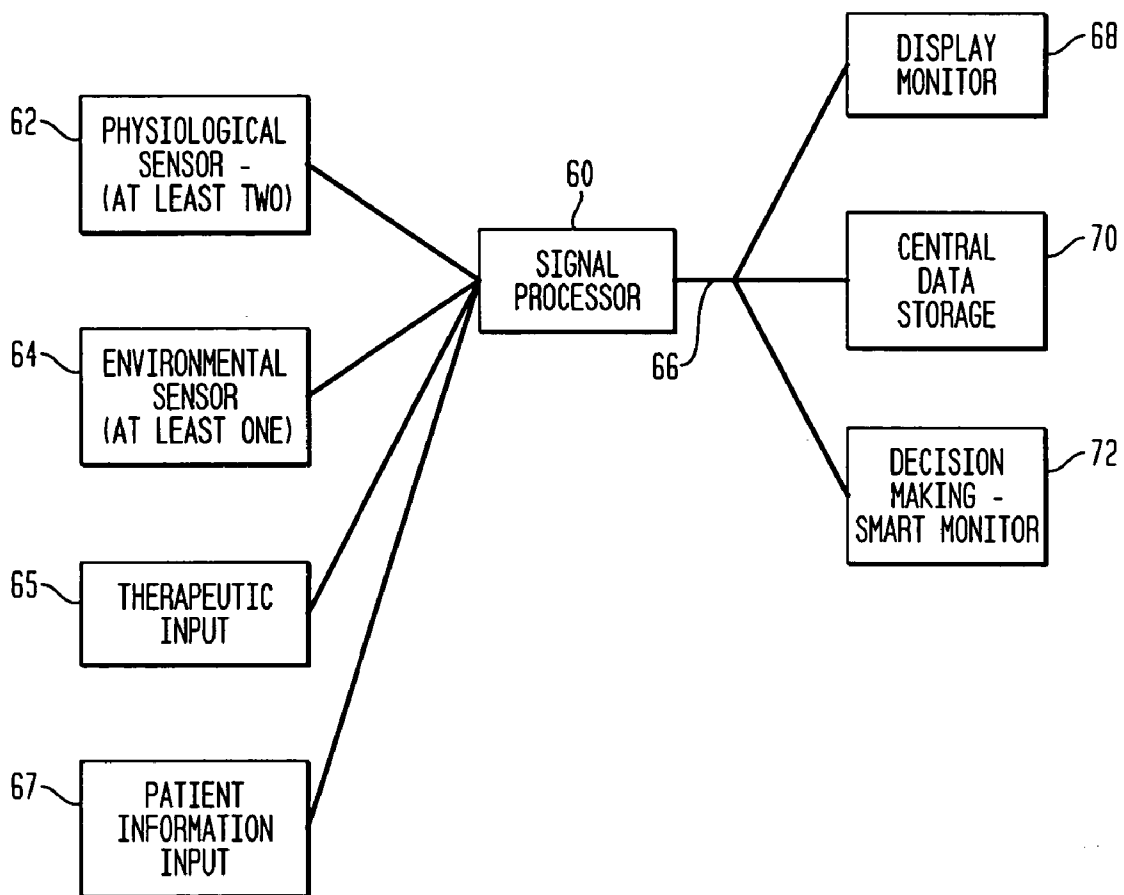 62
PHYSIOLOGICAL
SENSOR -
(AT LEAST TWO)
64
ENVIRONMENTAL
SENSOR
(AT LEAST ONE)
65
THERAPEUTIC
INPUT
67
PATIENT
INFORMATION
INPUT
60
SIGNAL
PROCESSOR
66
68
DISPLAY
MONITOR
70
CENTRAL
DATA
STORAGE
72
DECISION
MAKING -
SMART MONITOR